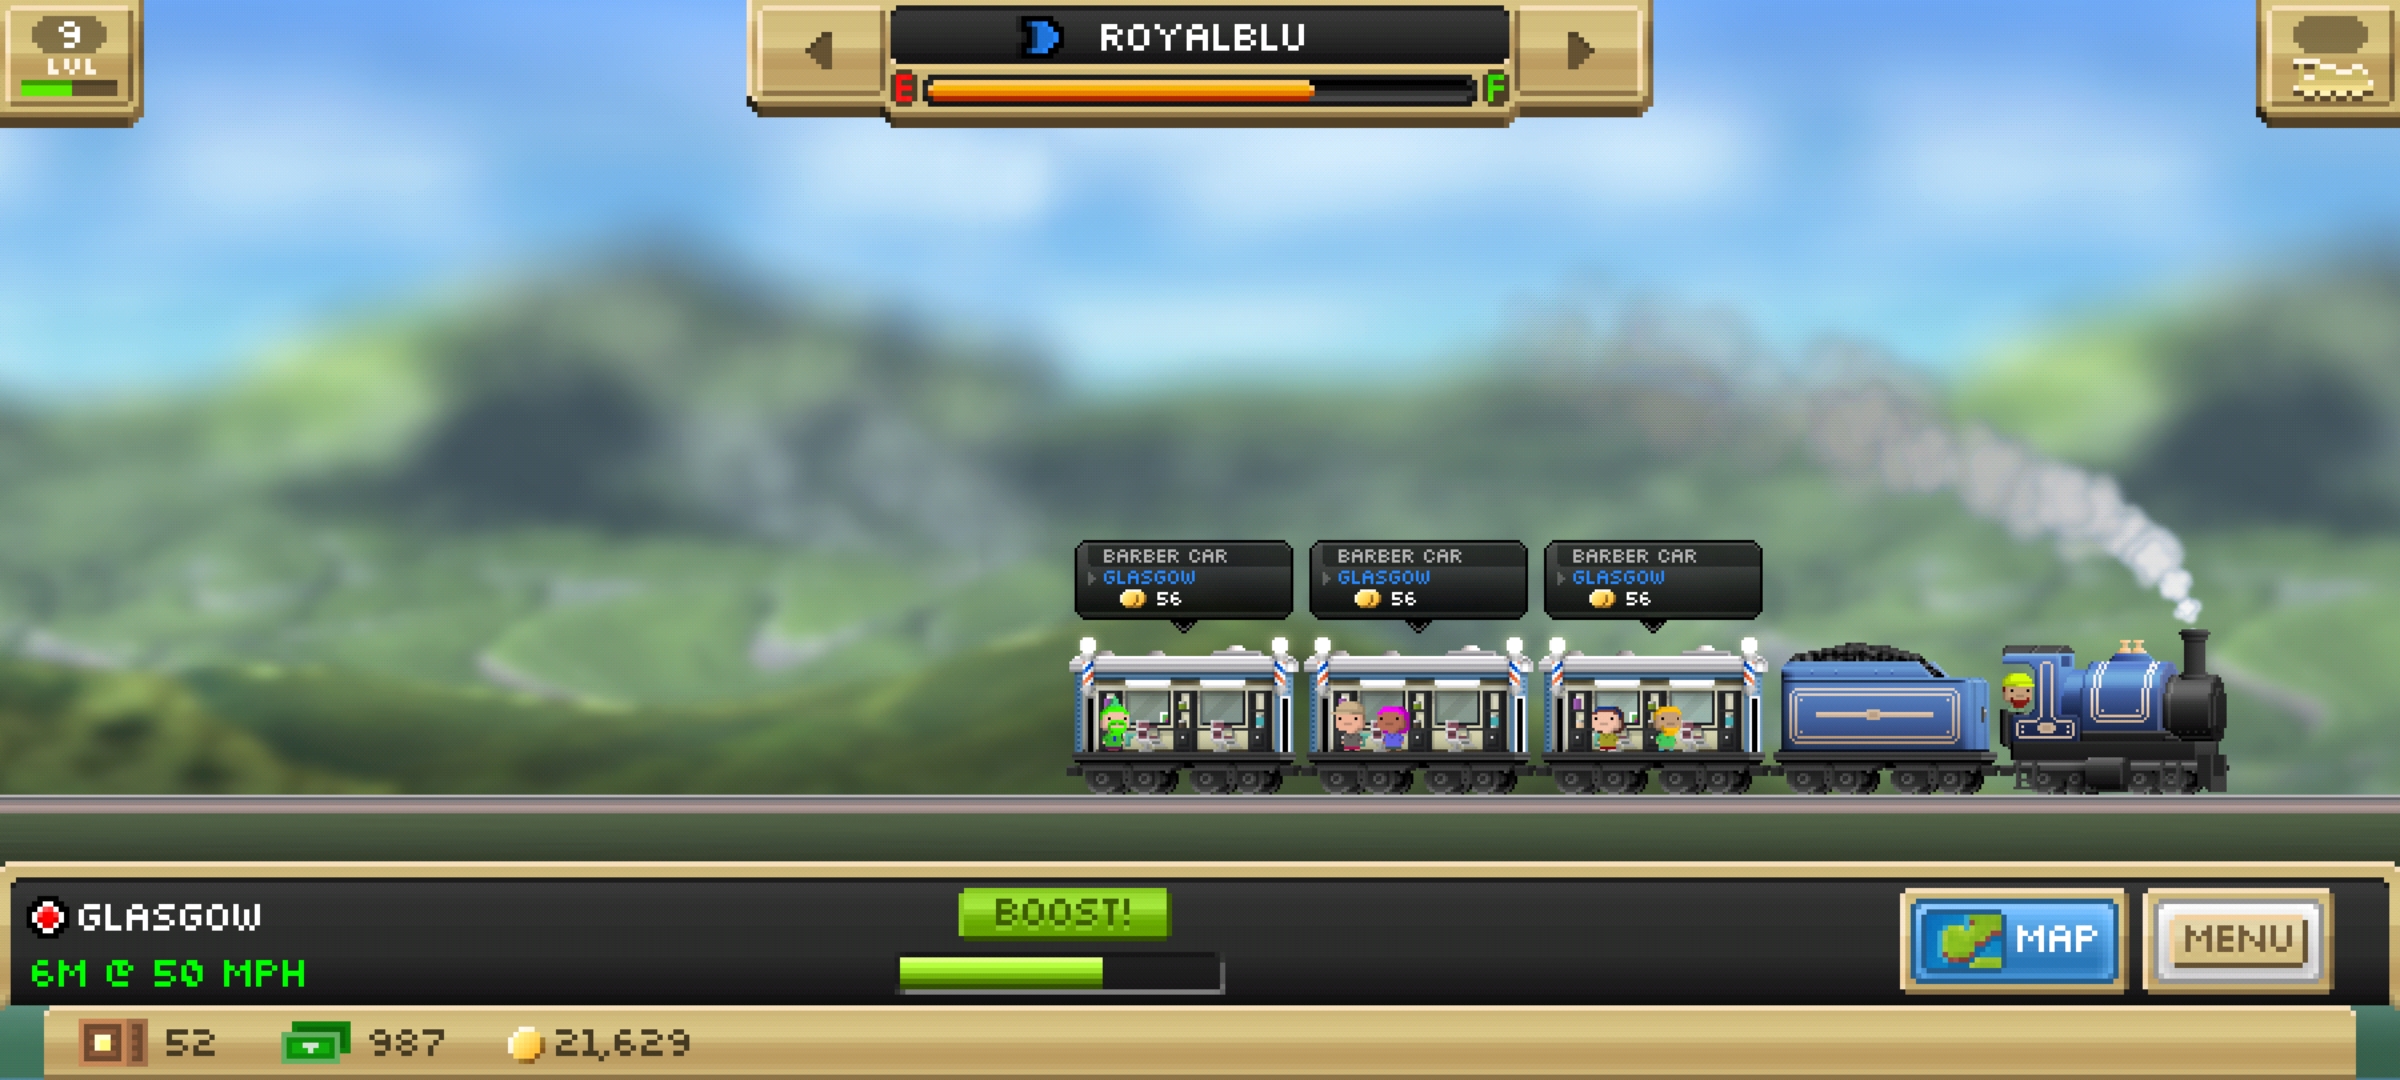 9
LVL
ROYALBLU
E F
BARBER CAR
GLASGOW
56
BARBER CAR
GLASGOW
56
BARBER CAR
GLASGOW
56
GLASGOW
6M @ 50 MPH
BOOST!
MAP
MENU
52
987
21,629